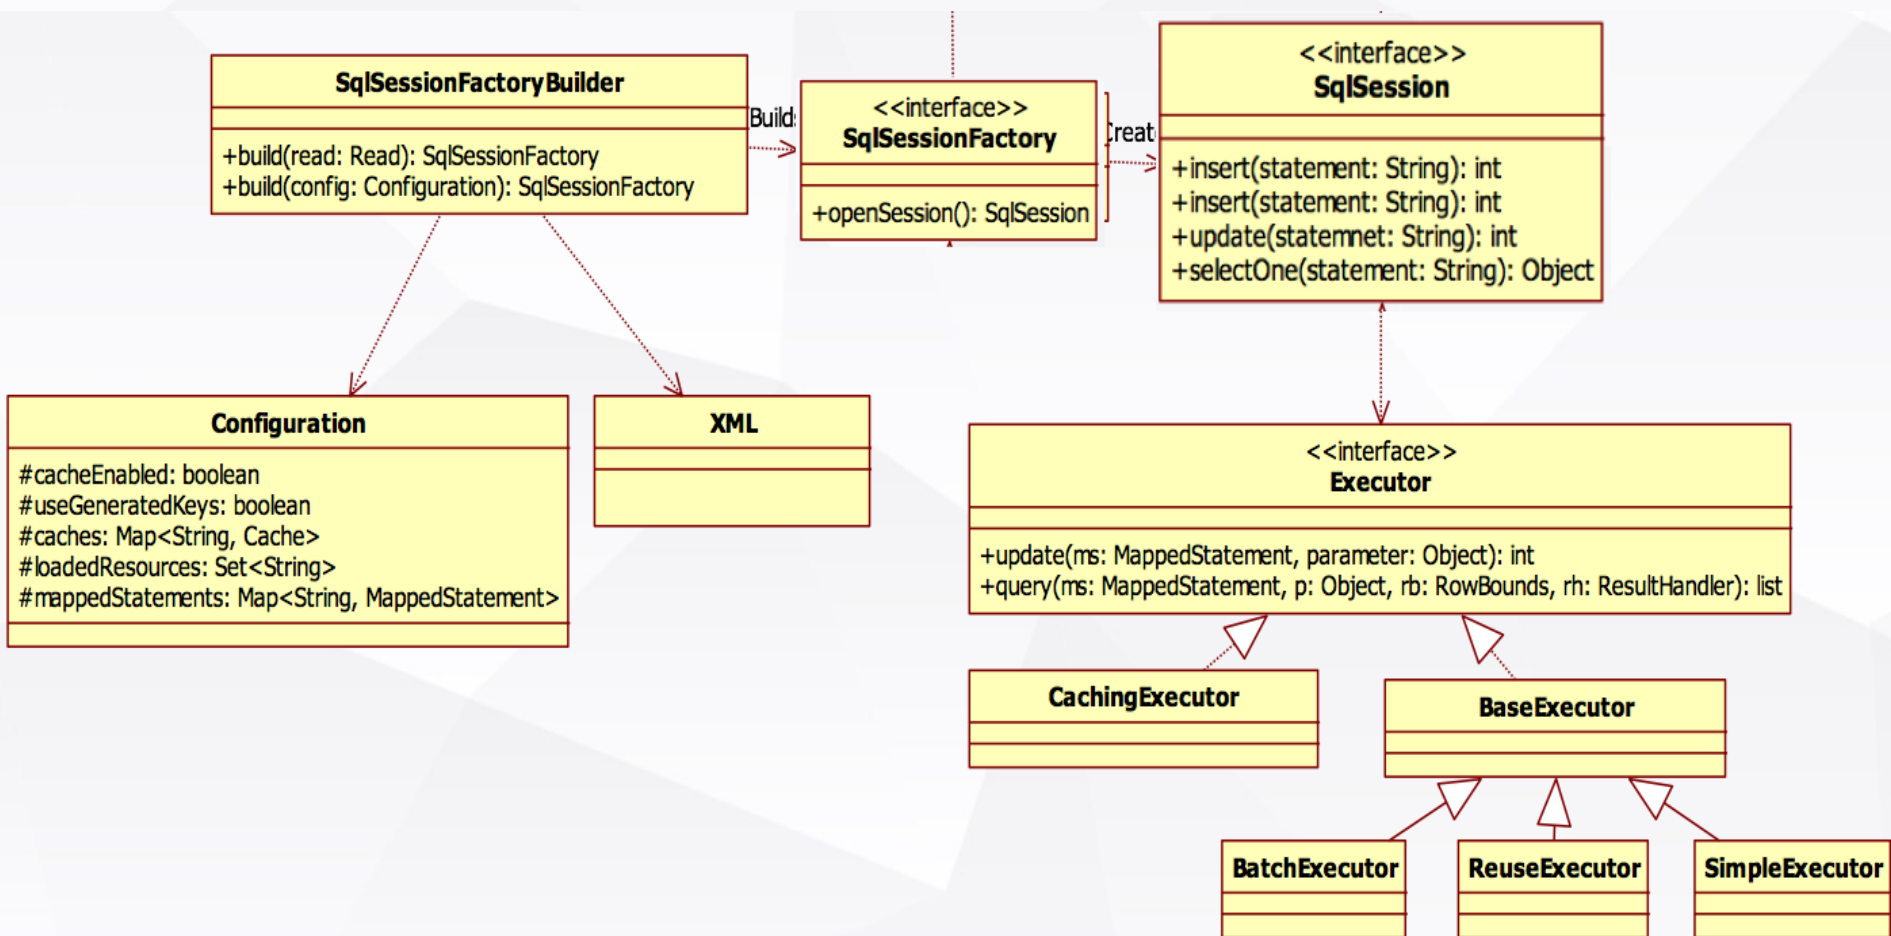 SqlSessionFactoryBuilder
+build(read: Read): SqlSessionFactory
+build(config: Configuration): SqlSessionFactory
Build
<<interface>>
SqlSessionFactory
+openSession(): SqlSession
Creat
<<interface>>
SqlSession
+insert(statement: String): int
+insert(statement: String): int
+update(statemnet: String): int
+selectOne(statement: String): Object
Configuration
#cacheEnabled: boolean
#useGeneratedKeys: boolean
#caches: Map<String, Cache>
#loadedResources: Set<String>
#mappedStatements: Map<String, MappedStatement>
XML
<<interface>>
Executor
+update(ms: MappedStatement, parameter: Object): int
+query(ms: MappedStatement, p: Object, rb: RowBounds, rh: ResultHandler): list
CachingExecutor
BaseExecutor
BatchExecutor
ReuseExecutor
SimpleExecutor